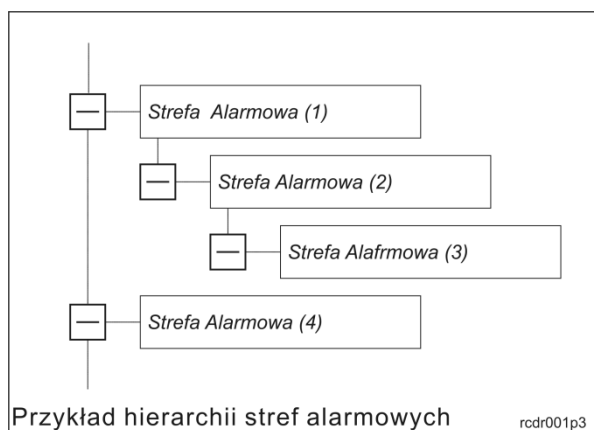 Strefa Alarmowa (1)
Strefa Alarmowa (2)
Strefa Alafrmowa (3)
Strefa Alarmowa (4)
Przykład hierarchii stref alarmowych
rcdr001p3